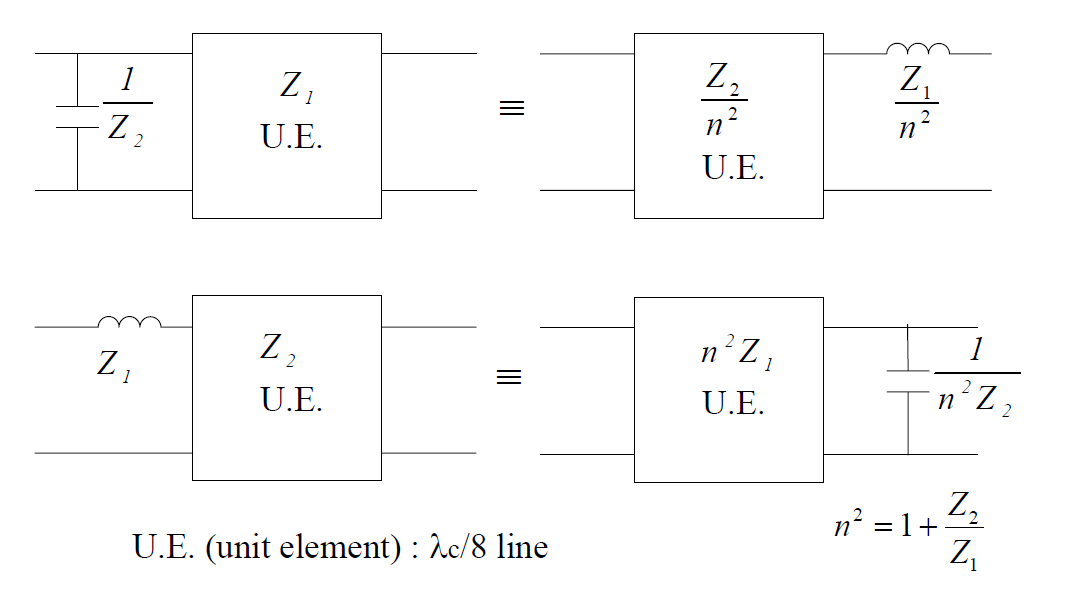 1/Z₂
Z₁
U.E.
≡
Z₂/n²
U.E.
Z₁/n²
Z₁
Z₂
U.E.
≡
n²Z₁
U.E.
1/n²Z₂
n² = 1 + Z₂/Z₁
U.E. (unit element) : λc/8 line